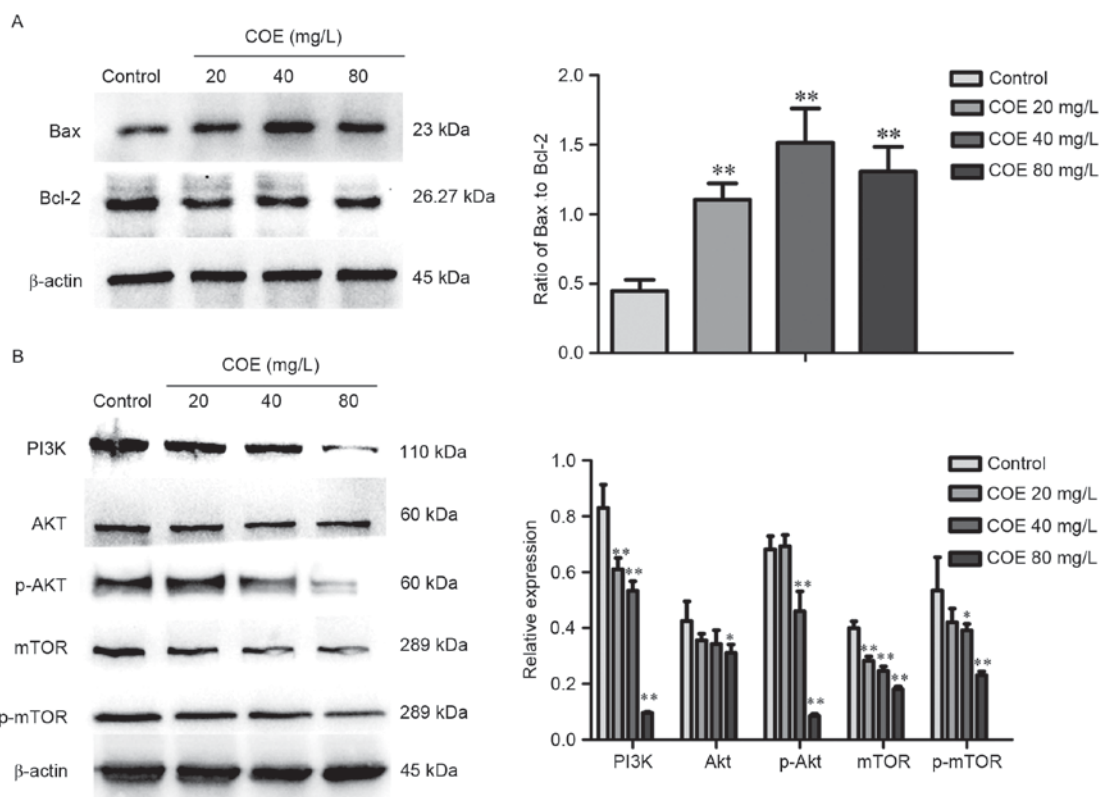 A
COE (mg/L)
Control 20 40 80
Bax 23 kDa
Bcl-2 26.27 kDa
β-actin 45 kDa
Ratio of Bax to Bcl-2
2.0
1.5
1.0
0.5
0.0
** ** **
Control
COE 20 mg/L
COE 40 mg/L
COE 80 mg/L
B
COE (mg/L)
Control 20 40 80
PI3K 110 kDa
AKT 60 kDa
p-AKT 60 kDa
mTOR 289 kDa
p-mTOR 289 kDa
β-actin 45 kDa
Relative expression
1.0
0.8
0.6
0.4
0.2
0.0
** ** ** * ** ** ** ** ** * **
PI3K Akt p-Akt mTOR p-mTOR
Control
COE 20 mg/L
COE 40 mg/L
COE 80 mg/L